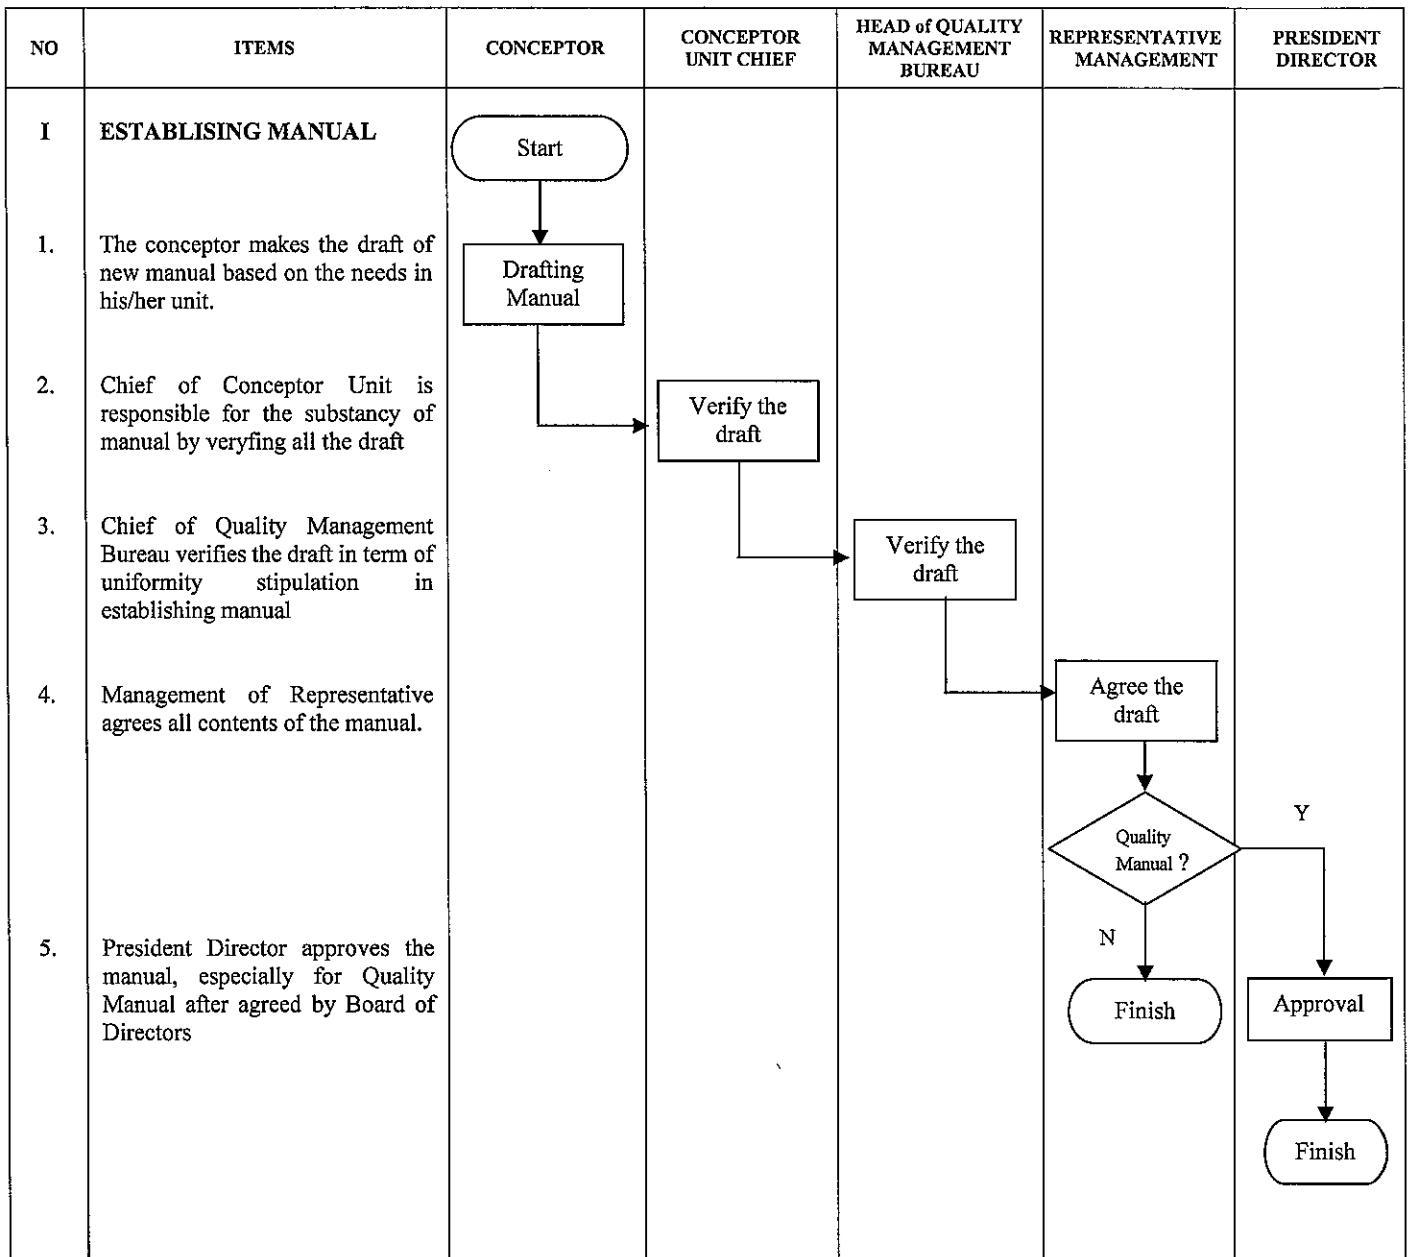 NO
ITEMS
CONCEPTOR
CONCEPTOR
UNIT CHIEF
HEAD of QUALITY
MANAGEMENT
BUREAU
REPRESENTATIVE
MANAGEMENT
PRESIDENT
DIRECTOR
I
ESTABLISING MANUAL
Start
1.
The conceptor makes the draft of
new manual based on the needs in
his/her unit.
Drafting
Manual
2.
Chief of Conceptor Unit is
responsible for the substancy of
manual by veryfing all the draft
Verify the
draft
3.
Chief of Quality Management
Bureau verifies the draft in term of
uniformity stipulation in
establishing manual
Verify the
draft
4.
Management of Representative
agrees all contents of the manual.
Agree the
draft
Quality
Manual ?
Y
N
5.
President Director approves the
manual, especially for Quality
Manual after agreed by Board of
Directors
Finish
Approval
Finish